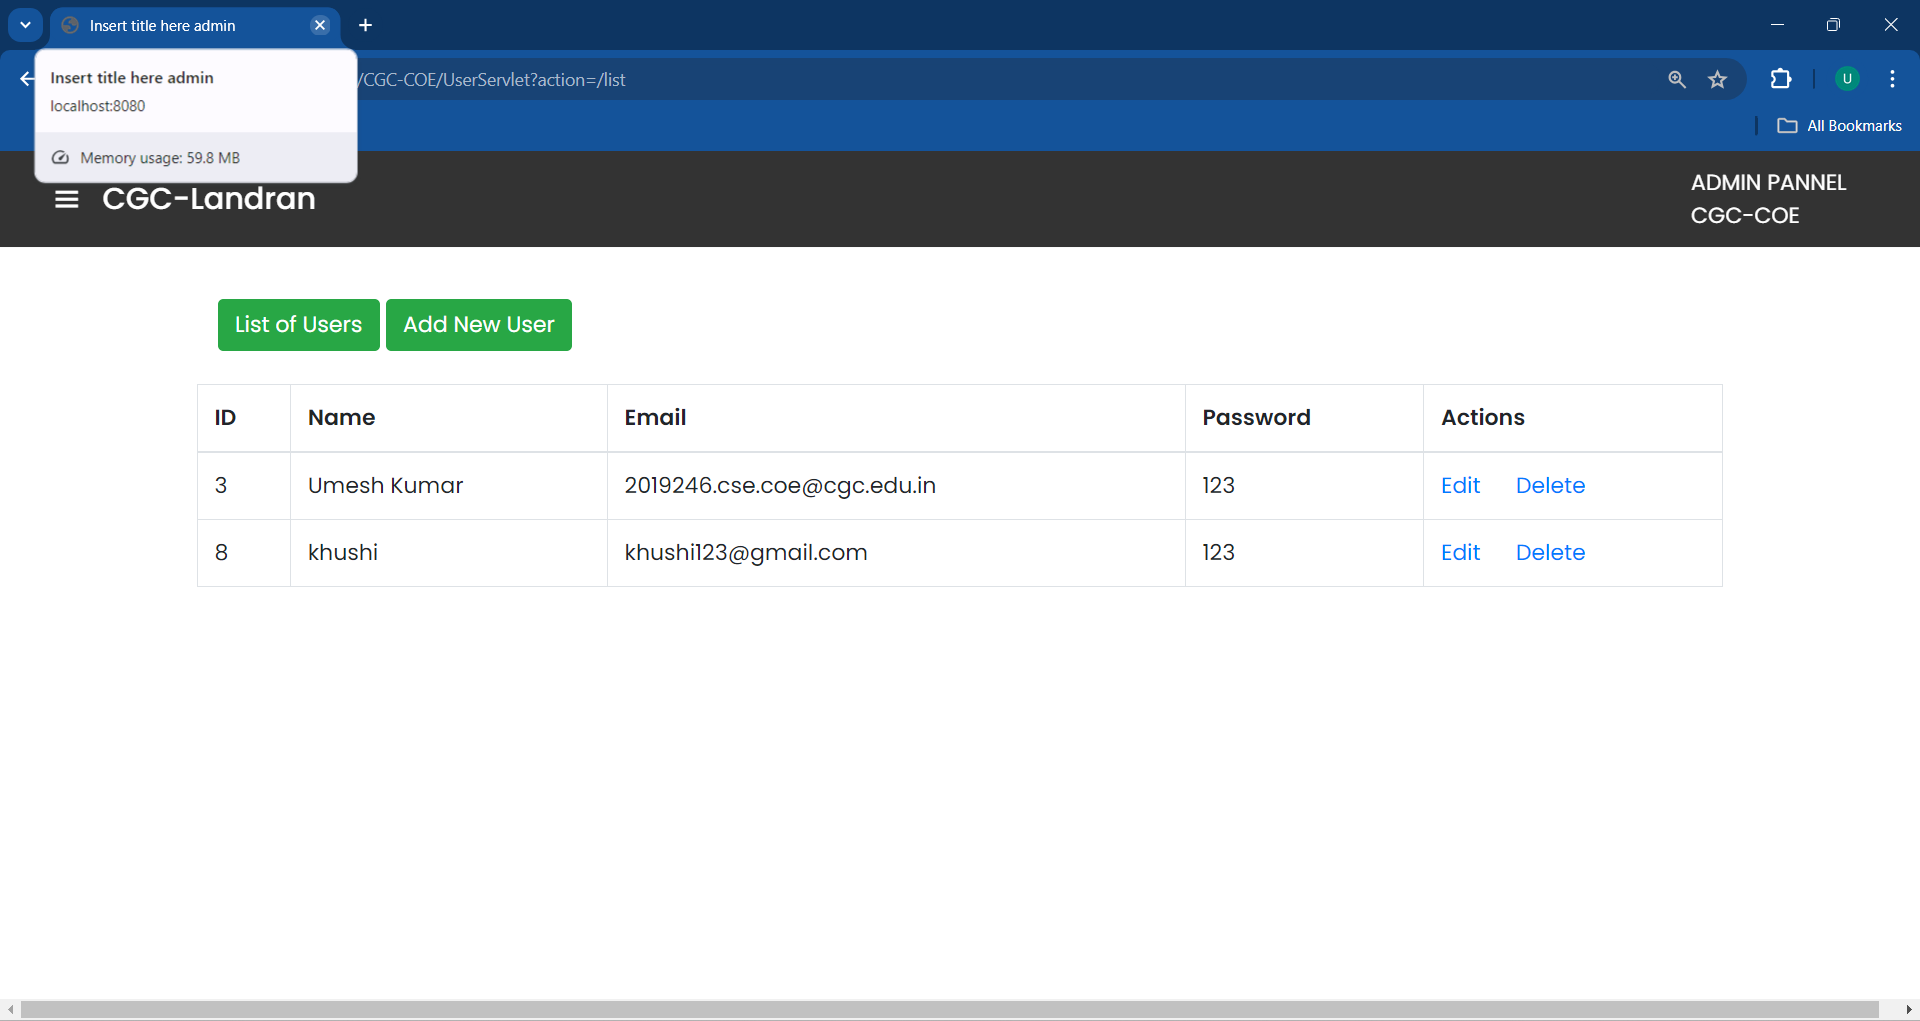 Insert title here admin
Insert title here admin
localhost:8080
Memory usage: 59.8 MB
/CGC-COE/UserServlet?action=/list
U
All Bookmarks
CGC-Landran
ADMIN PANNEL
CGC-COE
List of Users Add New User
ID Name Email Password Actions
3 Umesh Kumar 2019246.cse.coe@cgc.edu.in 123 Edit Delete
8 khushi khushi123@gmail.com 123 Edit Delete